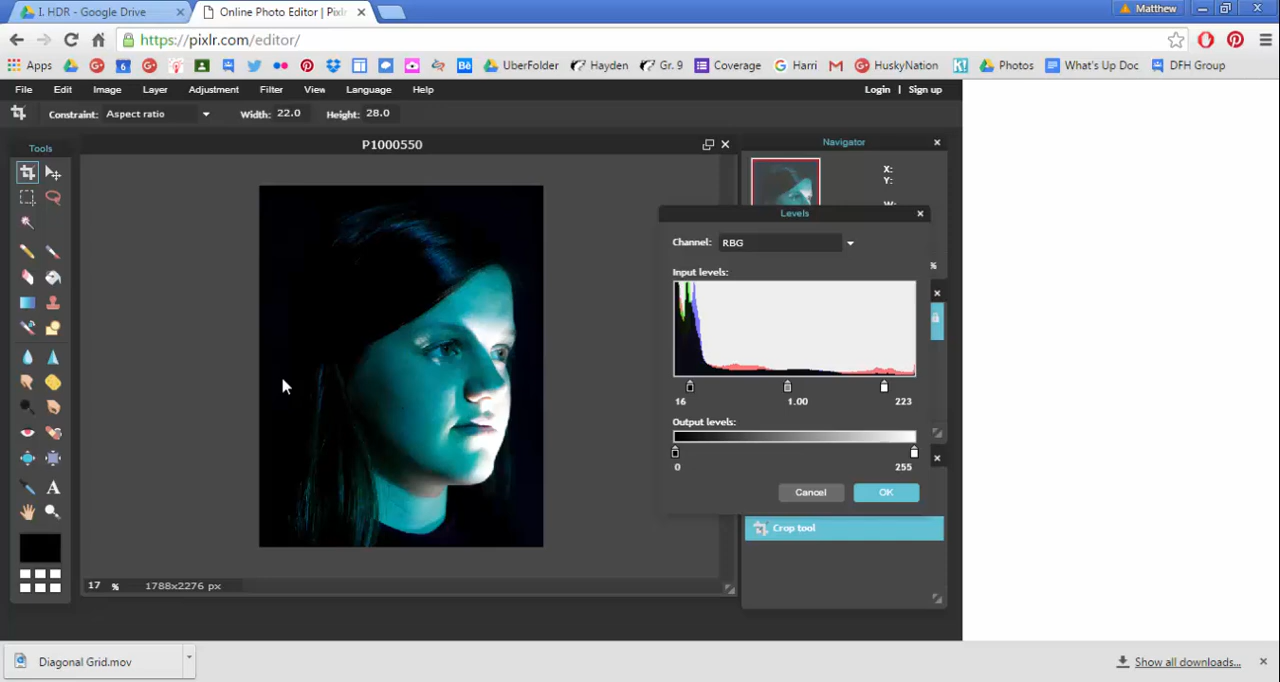 I. HDR - Google Drive
Online Photo Editor | Pixlr
Matthew
https://pixlr.com/editor/
Apps
UberFolder
Hayden
Gr. 9
Coverage
Harri
HuskyNation
Photos
What's Up Doc
DFH Group
File Edit Image Layer Adjustment Filter View Language Help
Login | Sign up
Constraint: Aspect ratio Width: 22.0 Height: 28.0
Tools
P1000550
Navigator
X:
Y:
Levels
Channel: RBG
%
Input levels:
16 1.00 223
Output levels:
0 255
Cancel OK
Crop tool
17 % 1788x2276 px
Diagonal Grid.mov
Show all downloads...